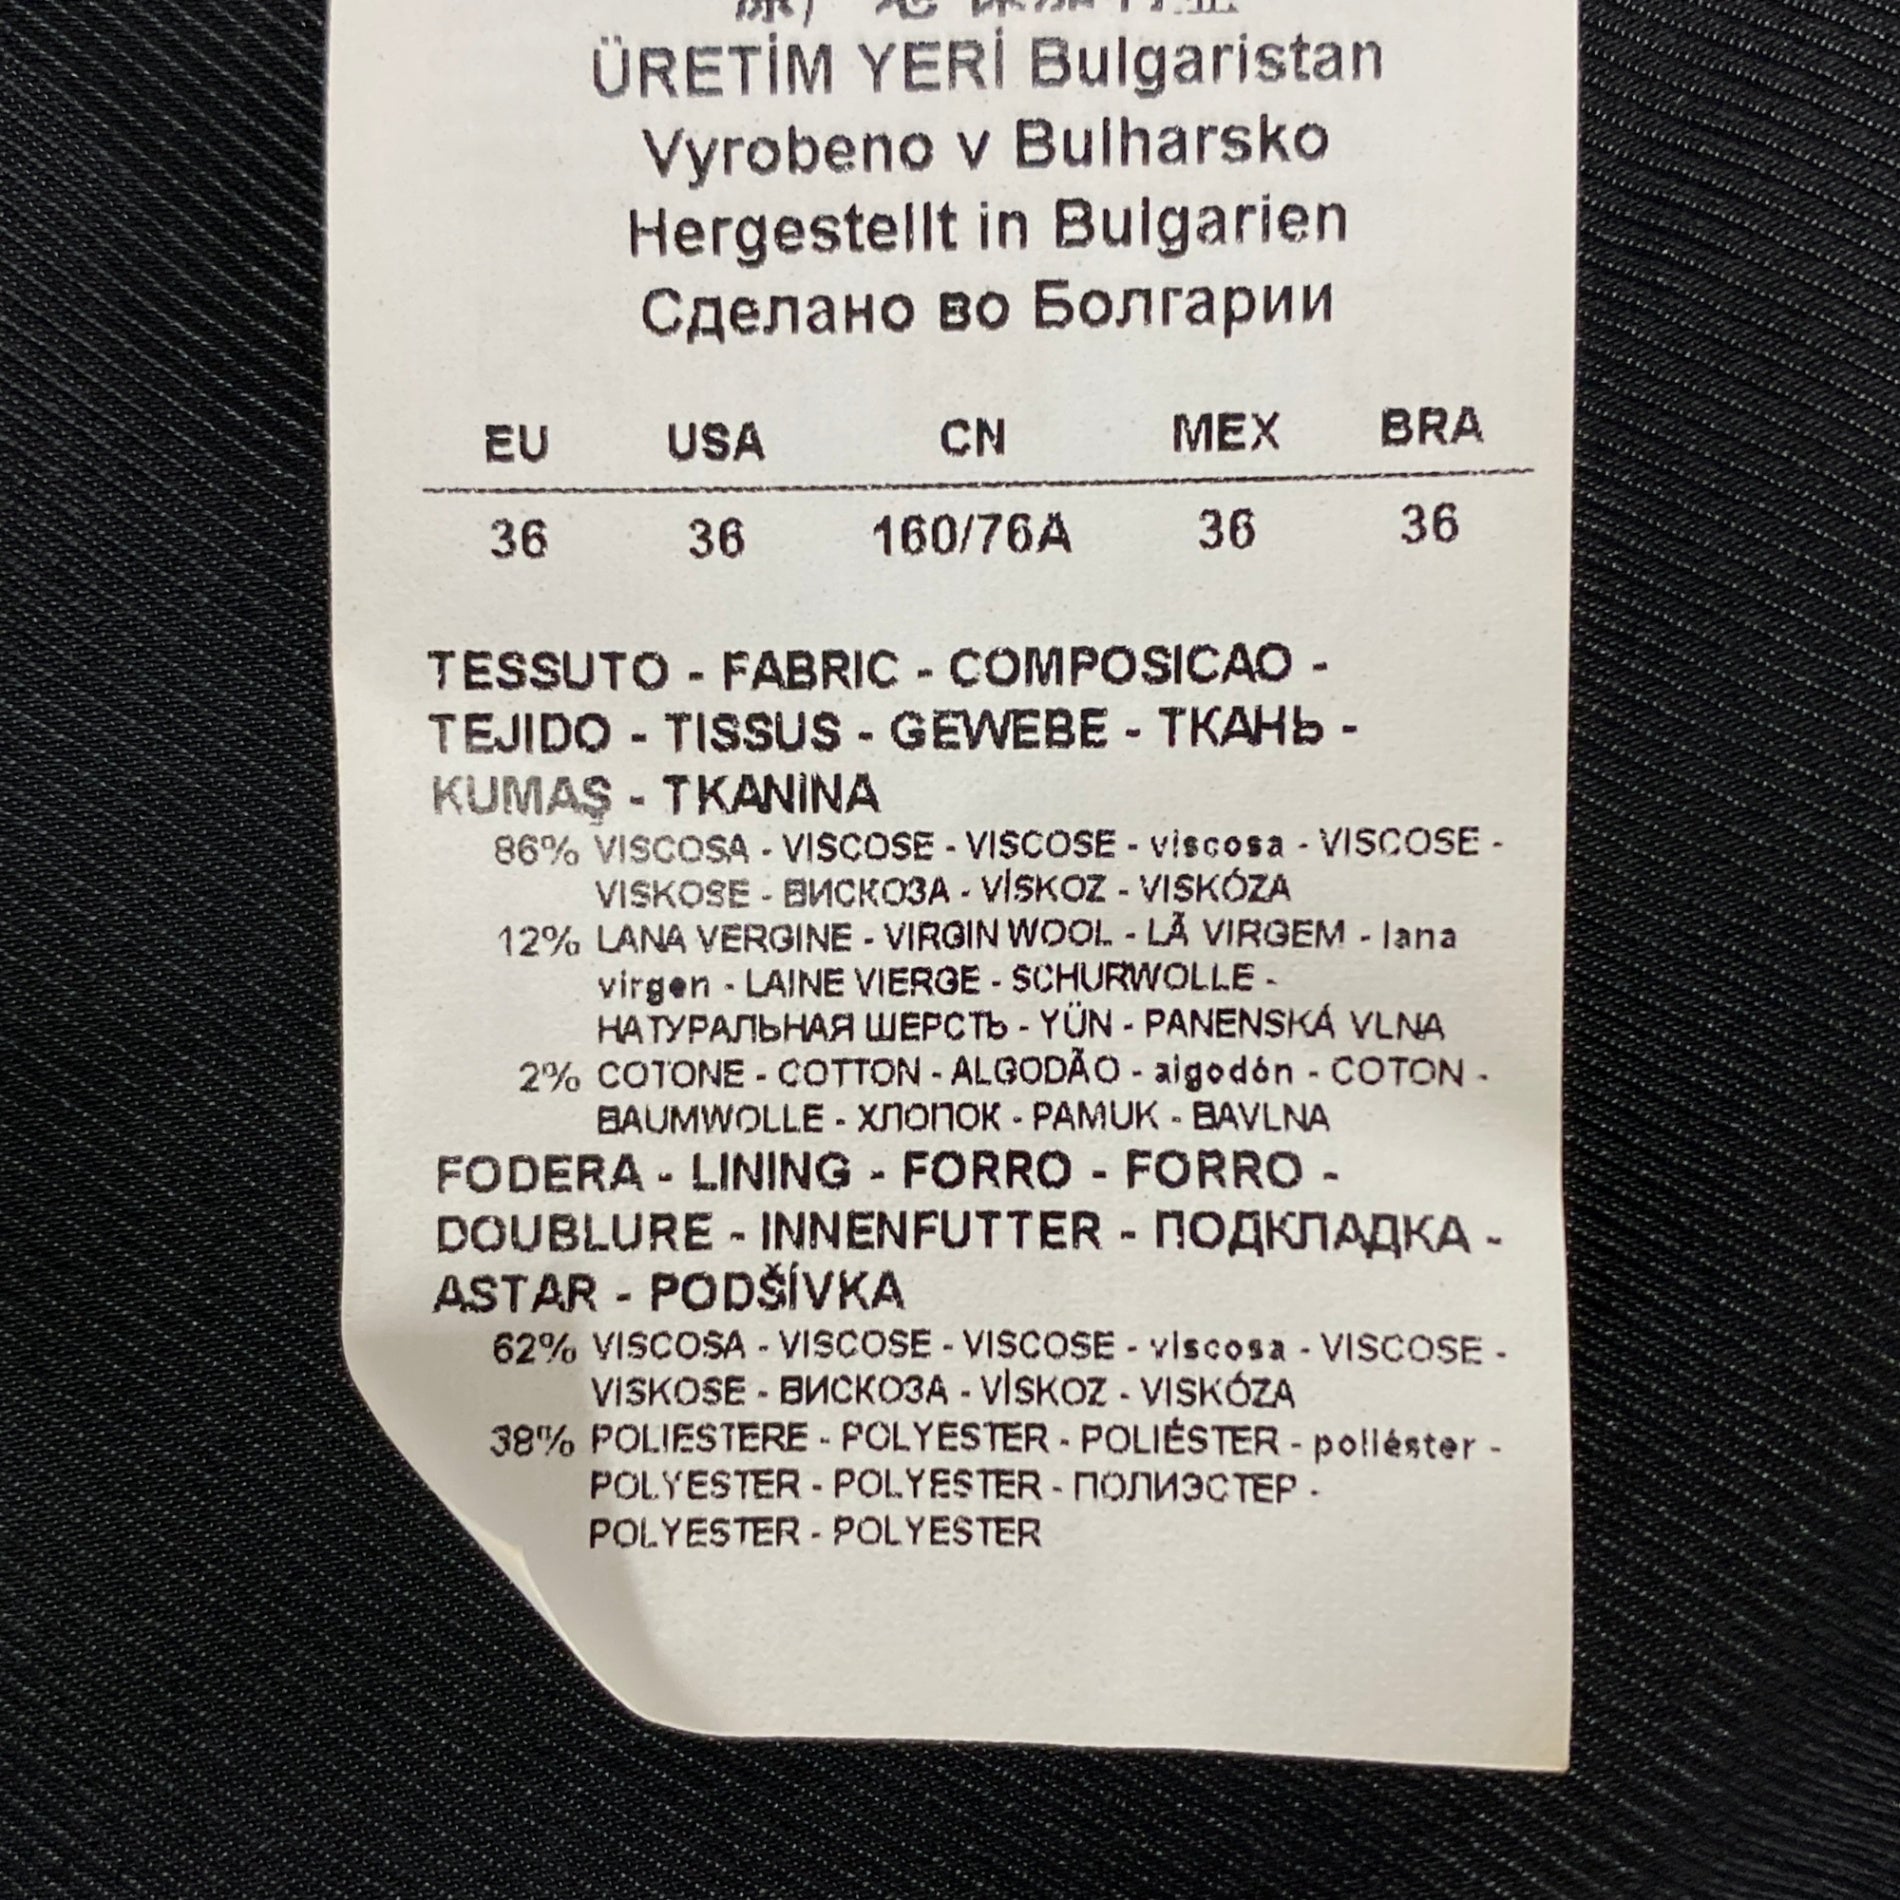 ÜRETİM YERİ Bulgaristan
Vyrobeno v Bulharsko
Hergestellt in Bulgarien
Сделано во Болгарии
EU USA CN MEX BRA
36 36 160/76A 36 36
TESSUTO - FABRIC - COMPOSICAO -
TEJIDO - TISSUS - GEWEBE - ТКАНЬ -
KUMAŞ - TKANINA
86% VISCOSA - VISCOSE - VISCOSE - viscosa - VISCOSE -
VISKOSE - ВИСКОЗА - VİSKOZ - VISKÓZA
12% LANA VERGINE - VIRGIN WOOL - LÃ VIRGEM - lana
virgen - LAINE VIERGE - SCHURWOLLE -
НАТУРАЛЬНАЯ ШЕРСТЬ - YÜN - PANENSKÁ VLNA
2% COTONE - COTTON - ALGODÃO - algodón - COTON -
BAUMWOLLE - ХЛОПОК - PAMUK - BAVLNA
FODERA - LINING - FORRO - FORRO -
DOUBLURE - INNENFUTTER - ПОДКЛАДКА -
ASTAR - PODŠÍVKA
62% VISCOSA - VISCOSE - VISCOSE - viscosa - VISCOSE -
VISKOSE - ВИСКОЗА - VİSKOZ - VISKÓZA
38% POLIESTERE - POLYESTER - POLIÉSTER - poliéster -
POLYESTER - POLYESTER - ПОЛИЭСТЕР -
POLYESTER - POLYESTER